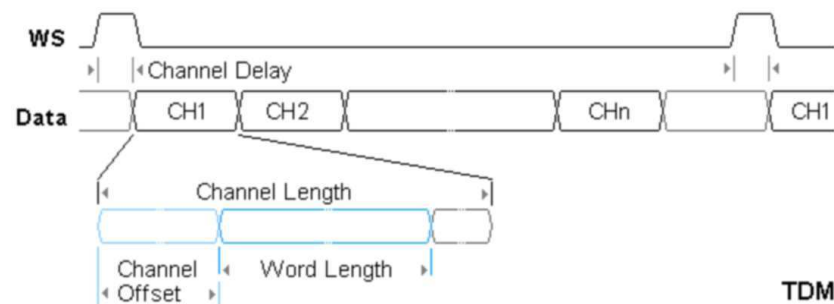 WS
Channel Delay
Data
CH1 CH2 CHn CH1
Channel Length
Channel Offset
Word Length
TDM